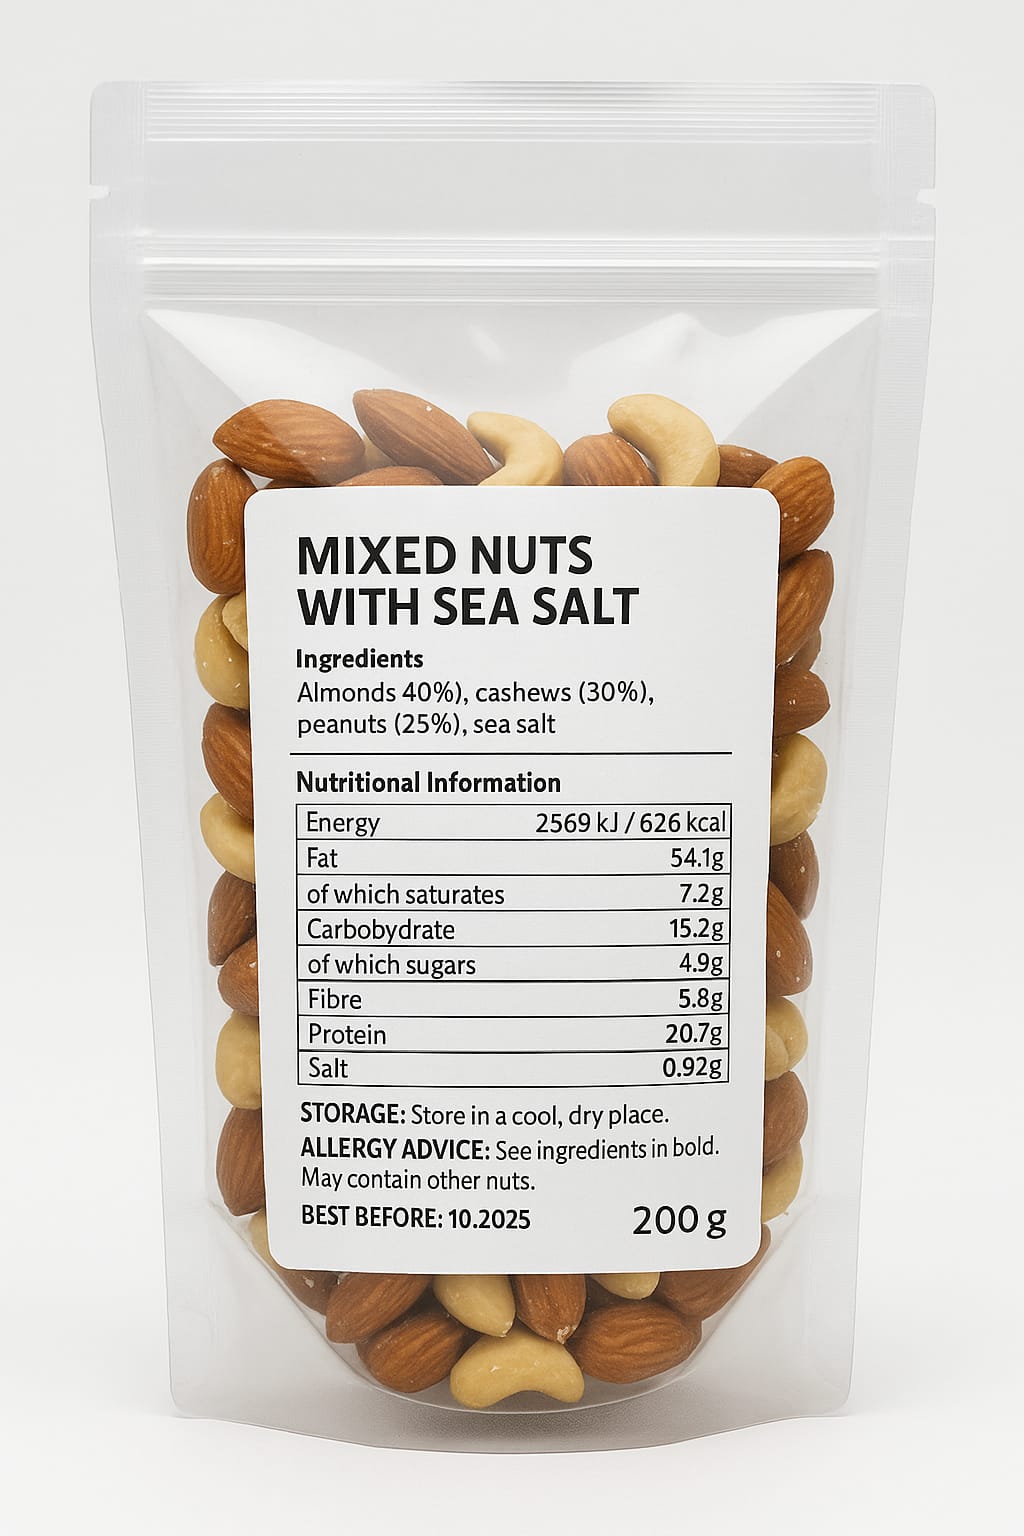 MIXED NUTS
WITH SEA SALT
Ingredients
Almonds 40%), cashews (30%),
peanuts (25%), sea salt
Nutritional Information
Energy 2569 kJ / 626 kcal
Fat 54.1g
of which saturates 7.2g
Carbobydrate 15.2g
of which sugars 4.9g
Fibre 5.8g
Protein 20.7g
Salt 0.92g
STORAGE: Store in a cool, dry place.
ALLERGY ADVICE: See ingredients in bold.
May contain other nuts.
BEST BEFORE: 10.2025 200 g